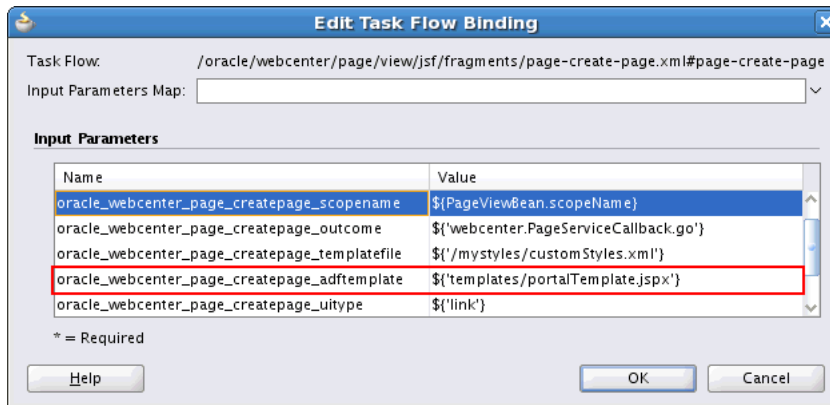 Edit Task Flow Binding
Task Flow: /oracle/webcenter/page/view/jsf/fragments/page-create-page.xml#page-create-page
Input Parameters Map:
Input Parameters
Name Value
oracle_webcenter_page_createpage_scopename ${PageViewBean.scopeName}
oracle_webcenter_page_createpage_outcome ${'webcenter.PageServiceCallback.go'}
oracle_webcenter_page_createpage_templatefile ${'/mystyles/customStyles.xml'}
oracle_webcenter_page_createpage_adftemplate ${'templates/portalTemplate.jspx'}
oracle_webcenter_page_createpage_uitype ${'link'}
* = Required
Help OK Cancel